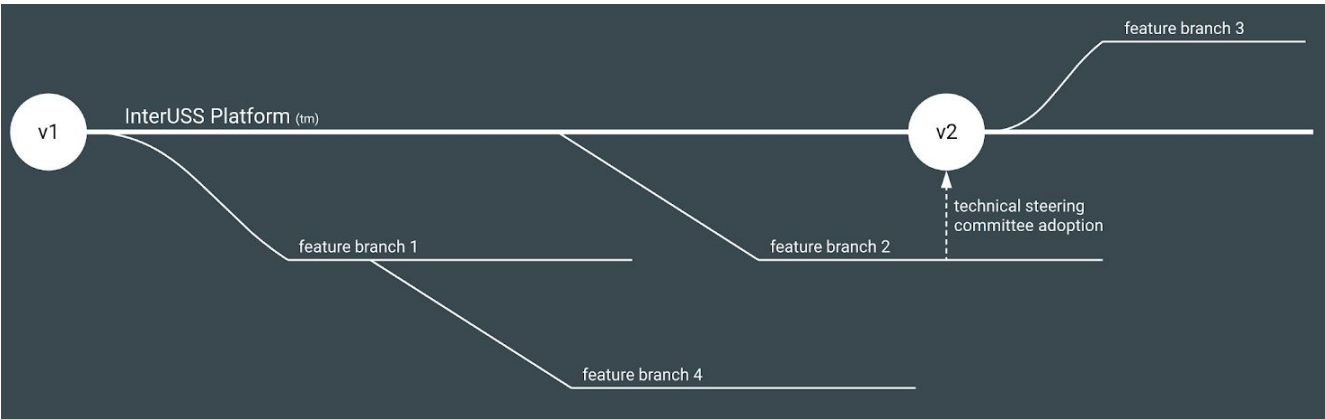 feature branch 3
InterUSS Platform (tm)
v1
v2
technical steering
committee adoption
feature branch 1
feature branch 2
feature branch 4